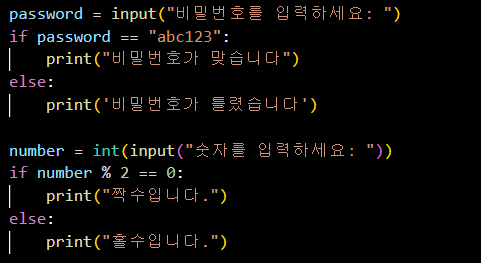 password = input("비밀번호를 입력하세요: ")
if password == "abc123":
    print("비밀번호가 맞습니다")
else:
    print('비밀번호가 틀렸습니다')

number = int(input("숫자를 입력하세요: "))
if number % 2 == 0:
    print("짝수입니다.")
else:
    print("홀수입니다.")